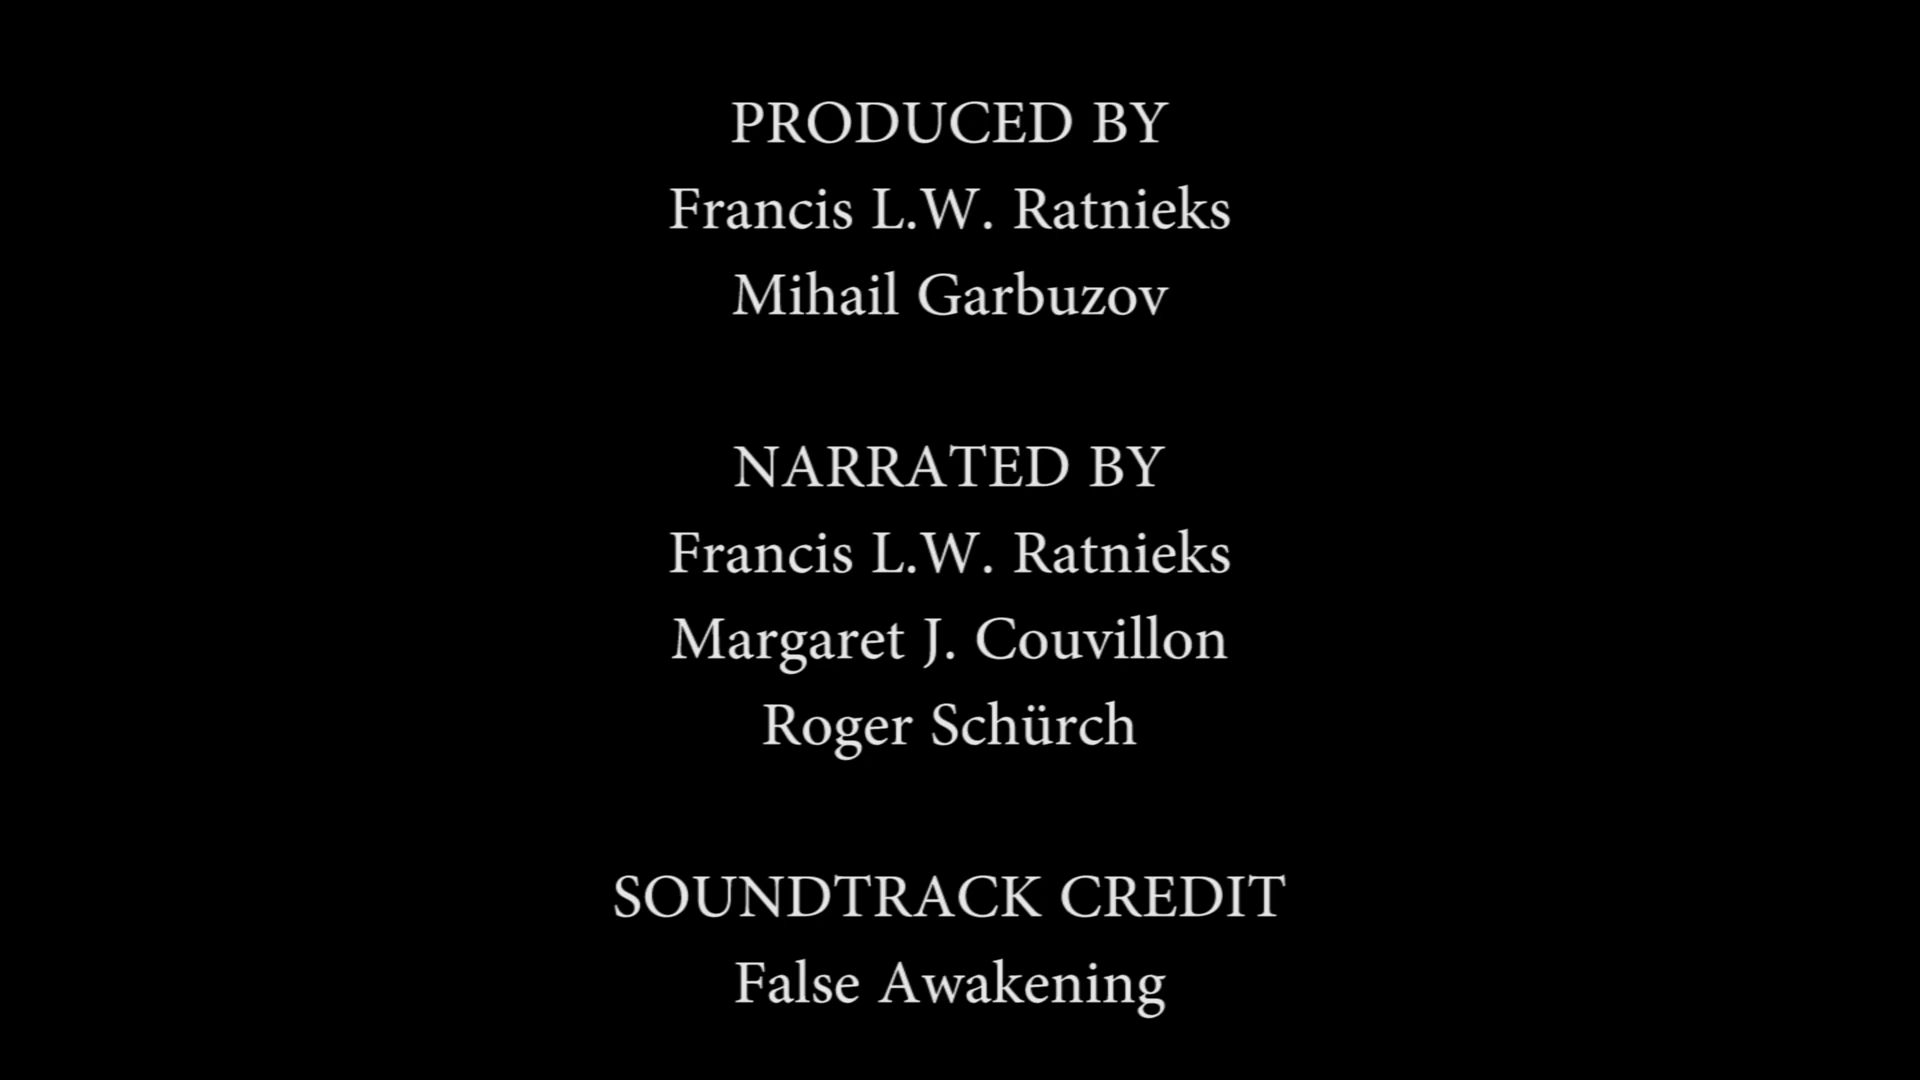 PRODUCED BY
Francis L.W. Ratnieks
Mihail Garbuzov
NARRATED BY
Francis L.W. Ratnieks
Margaret J. Couvillon
Roger Schürch
SOUNDTRACK CREDIT
False Awakening